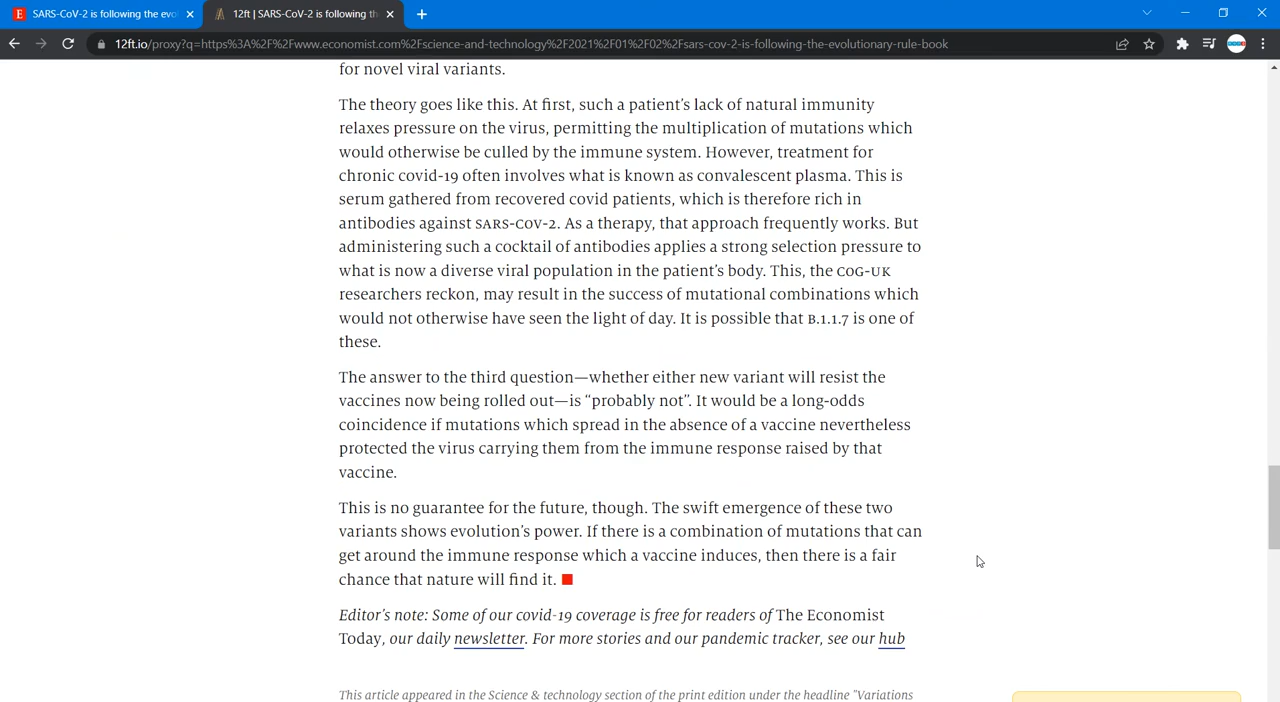 SARS-CoV-2 is following the evo
12ft | SARS-CoV-2 is following th
12ft.io/proxy?q=https%3A%2F%2Fwww.economist.com%2Fscience-and-technology%2F2021%2F01%2F02%2Fsars-cov-2-is-following-the-evolutionary-rule-book
for novel viral variants.
The theory goes like this. At first, such a patient’s lack of natural immunity
relaxes pressure on the virus, permitting the multiplication of mutations which
would otherwise be culled by the immune system. However, treatment for
chronic covid-19 often involves what is known as convalescent plasma. This is
serum gathered from recovered covid patients, which is therefore rich in
antibodies against SARS-COV-2. As a therapy, that approach frequently works. But
administering such a cocktail of antibodies applies a strong selection pressure to
what is now a diverse viral population in the patient’s body. This, the COG-UK
researchers reckon, may result in the success of mutational combinations which
would not otherwise have seen the light of day. It is possible that B.1.1.7 is one of
these.
The answer to the third question—whether either new variant will resist the
vaccines now being rolled out—is “probably not”. It would be a long-odds
coincidence if mutations which spread in the absence of a vaccine nevertheless
protected the virus carrying them from the immune response raised by that
vaccine.
This is no guarantee for the future, though. The swift emergence of these two
variants shows evolution’s power. If there is a combination of mutations that can
get around the immune response which a vaccine induces, then there is a fair
chance that nature will find it.
Editor’s note: Some of our covid-19 coverage is free for readers of The Economist
Today, our daily newsletter. For more stories and our pandemic tracker, see our hub
This article appeared in the Science & technology section of the print edition under the headline "Variations